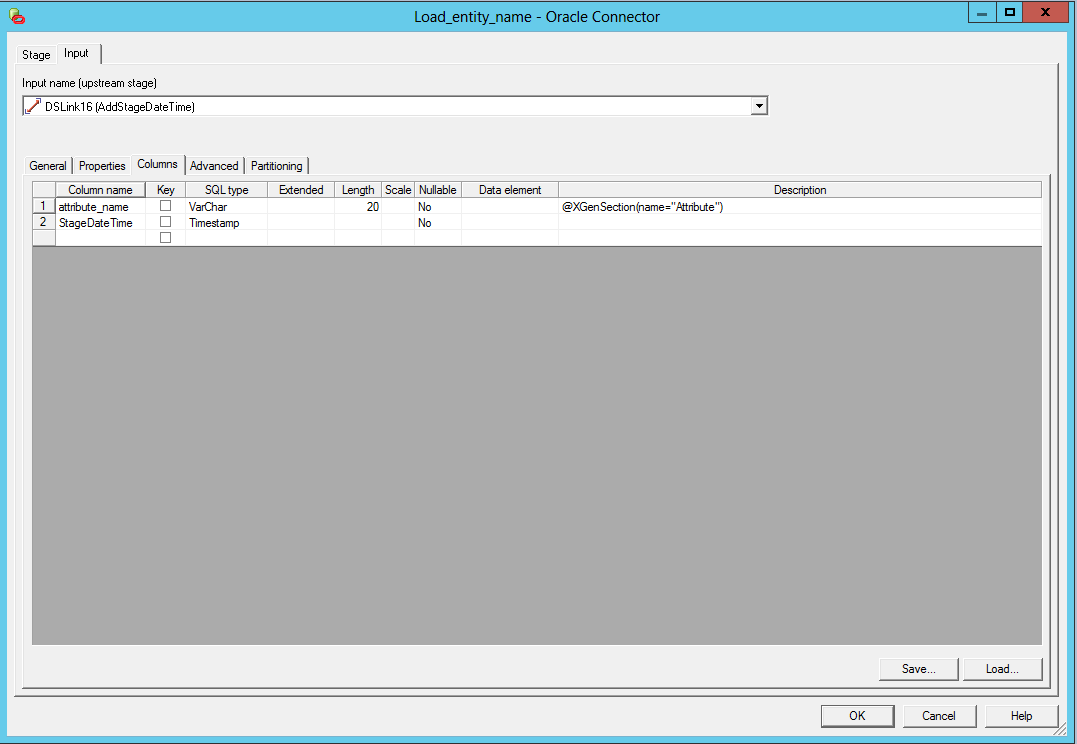 Load_entity_name - Oracle Connector
Stage Input
Input name (upstream stage)
DSLink16 (AddStageDateTime)
General Properties Columns Advanced Partitioning
Column name Key SQL type Extended Length Scale Nullable Data element Description
1 attribute_name VarChar 20 No @XGenSection(name="Attribute")
2 StageDateTime Timestamp No
Save... Load...
OK Cancel Help